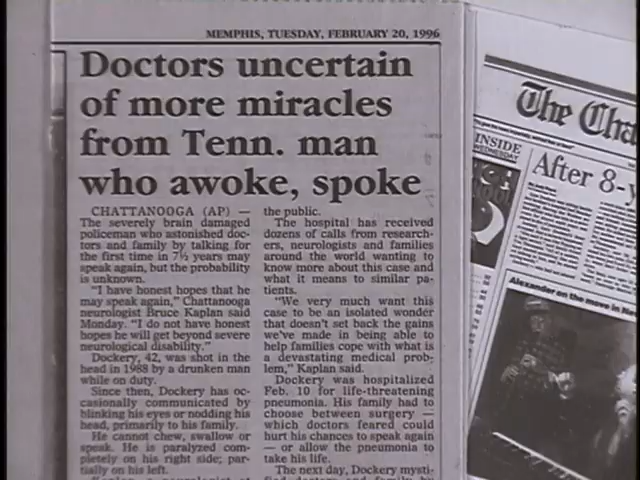 MEMPHIS, TUESDAY, FEBRUARY 20, 1996
Doctors uncertain
of more miracles
from Tenn. man
who awoke, spoke
CHATTANOOGA (AP) —
The severely brain damaged
policeman who astonished doc-
tors and family by talking for
the first time in 7½ years may
speak again, but the probability
is unknown.
"I have honest hopes that he
may speak again," Chattanooga
neurologist Bruce Kaplan said
Monday. "I do not have honest
hopes he will get beyond severe
neurological disability."
Dockery, 42, was shot in the
head in 1988 by a drunken man
while on duty.
Since then, Dockery has oc-
casionally communicated by
blinking his eyes or nodding his
head, primarily to his family.
He cannot chew, swallow or
speak. He is paralyzed com-
pletely on his right side; par-
tially on his left.
the public.
The hospital has received
dozens of calls from research-
ers, neurologists and families
around the world wanting to
know more about this case and
what it means to similar pa-
tients.
"We very much want this
case to be an isolated wonder
that doesn't set back the gains
we've made in being able to
help families cope with what is
a devastating medical prob-
lem," Kaplan said.
Dockery was hospitalized
Feb. 10 for life-threatening
pneumonia. His family had to
choose between surgery —
which doctors feared could
hurt his chances to speak again
— or allow the pneumonia to
take his life.
The next day, Dockery mysti-
The Cha
INSIDE
WEDNESDAY
After 8-y
Alexander on the move in Ne